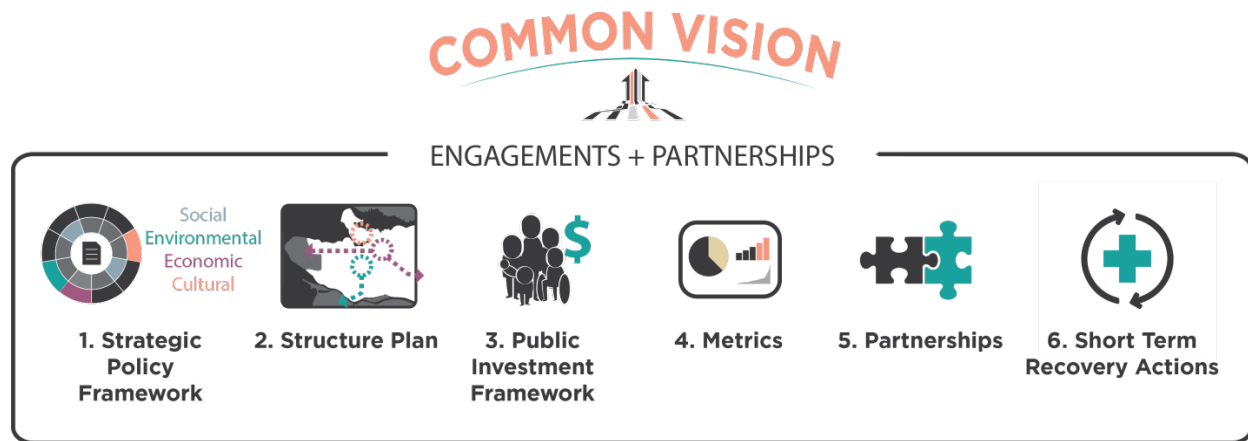 COMMON VISION
ENGAGEMENTS + PARTNERSHIPS
Social
Environmental
Economic
Cultural
$
1. Strategic
Policy
Framework
2. Structure Plan
3. Public
Investment
Framework
4. Metrics
5. Partnerships
6. Short Term
Recovery Actions